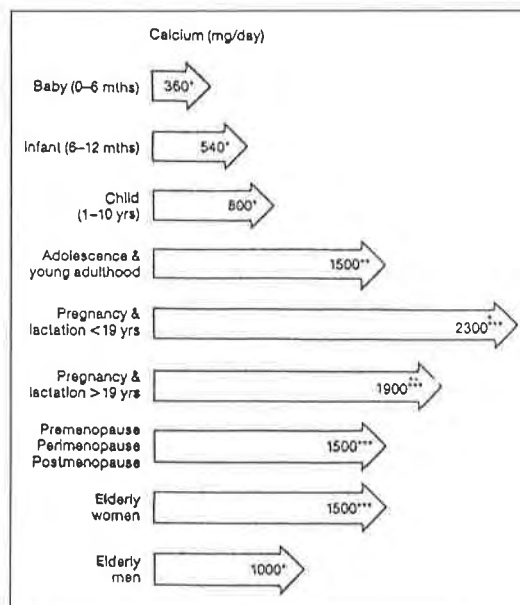 Calcium (mg/day)
Baby (0–6 mths)
360*
Infant (6–12 mths)
540*
Child
(1–10 yrs)
800*
Adolescence &
young adulthood
1500**
Pregnancy &
lactation <19 yrs
2300****
Pregnancy &
lactation >19 yrs
1900*****
Premenopause
Perimenopause
Postmenopause
1500***
Elderly
women
1500***
Elderly
men
1000*